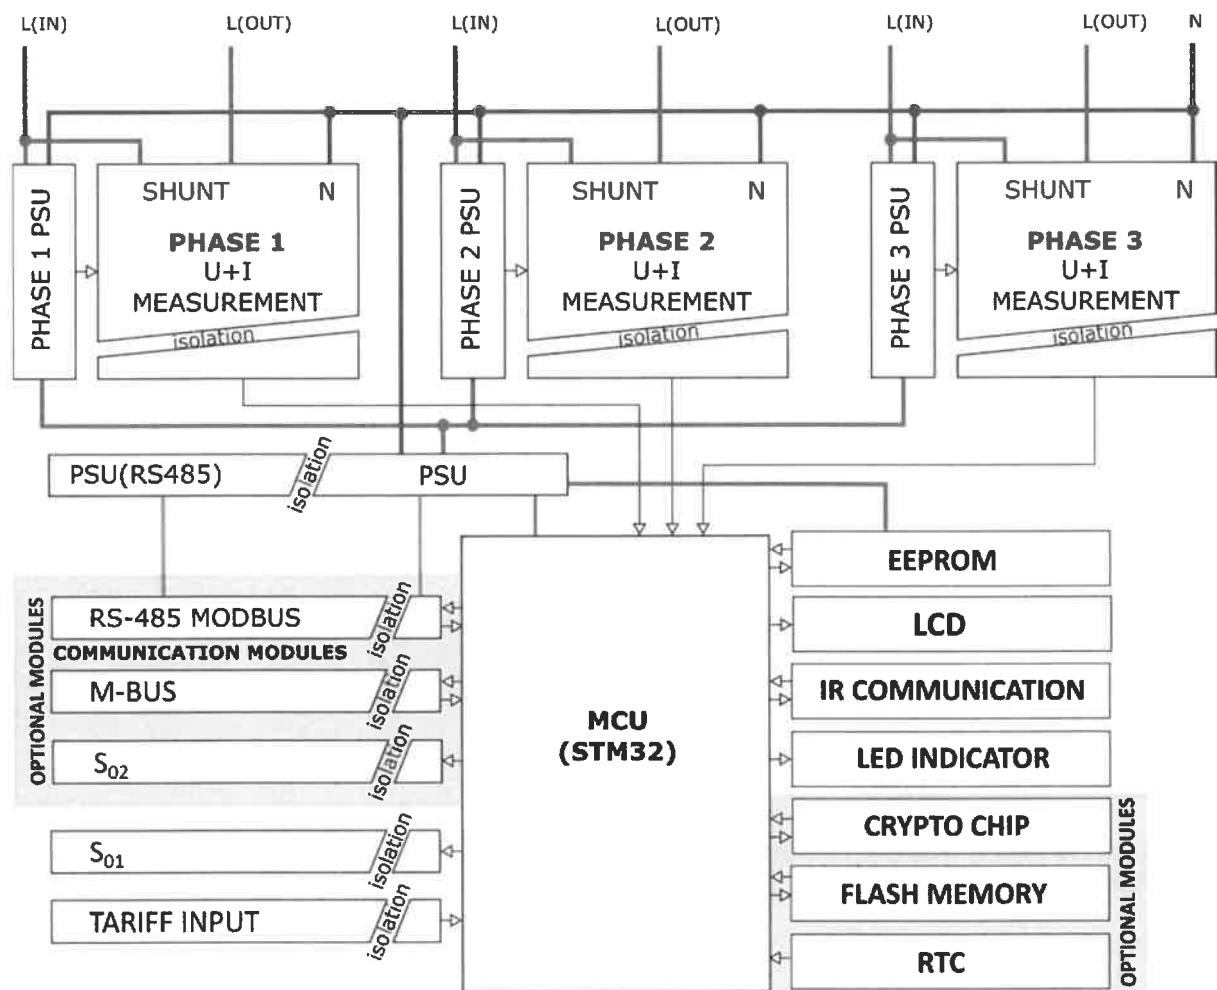 L(IN) L(OUT) L(IN) L(OUT) L(IN) L(OUT) N
PHASE 1 PSU
SHUNT N
PHASE 1
U+I
MEASUREMENT
isolation
PHASE 2 PSU
SHUNT N
PHASE 2
U+I
MEASUREMENT
isolation
PHASE 3 PSU
SHUNT N
PHASE 3
U+I
MEASUREMENT
isolation
PSU(RS485)
isolation
PSU
OPTIONAL MODULES
RS-485 MODBUS
isolation
COMMUNICATION MODULES
M-BUS
isolation
S02
isolation
S01
isolation
TARIFF INPUT
isolation
MCU
(STM32)
EEPROM
LCD
IR COMMUNICATION
LED INDICATOR
CRYPTO CHIP
FLASH MEMORY
RTC
OPTIONAL MODULES